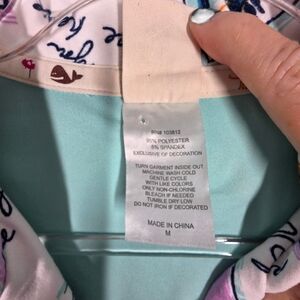 you
are
RN# 103812
95% POLYESTER
5% SPANDEX
EXCLUSIVE OF DECORATION
TURN GARMENT INSIDE OUT
MACHINE WASH COLD
GENTLE CYCLE
WITH LIKE COLORS
ONLY NON-CHLORINE
BLEACH IF NEEDED
TUMBLE DRY LOW
DO NOT IRON IF DECORATED
MADE IN CHINA
M